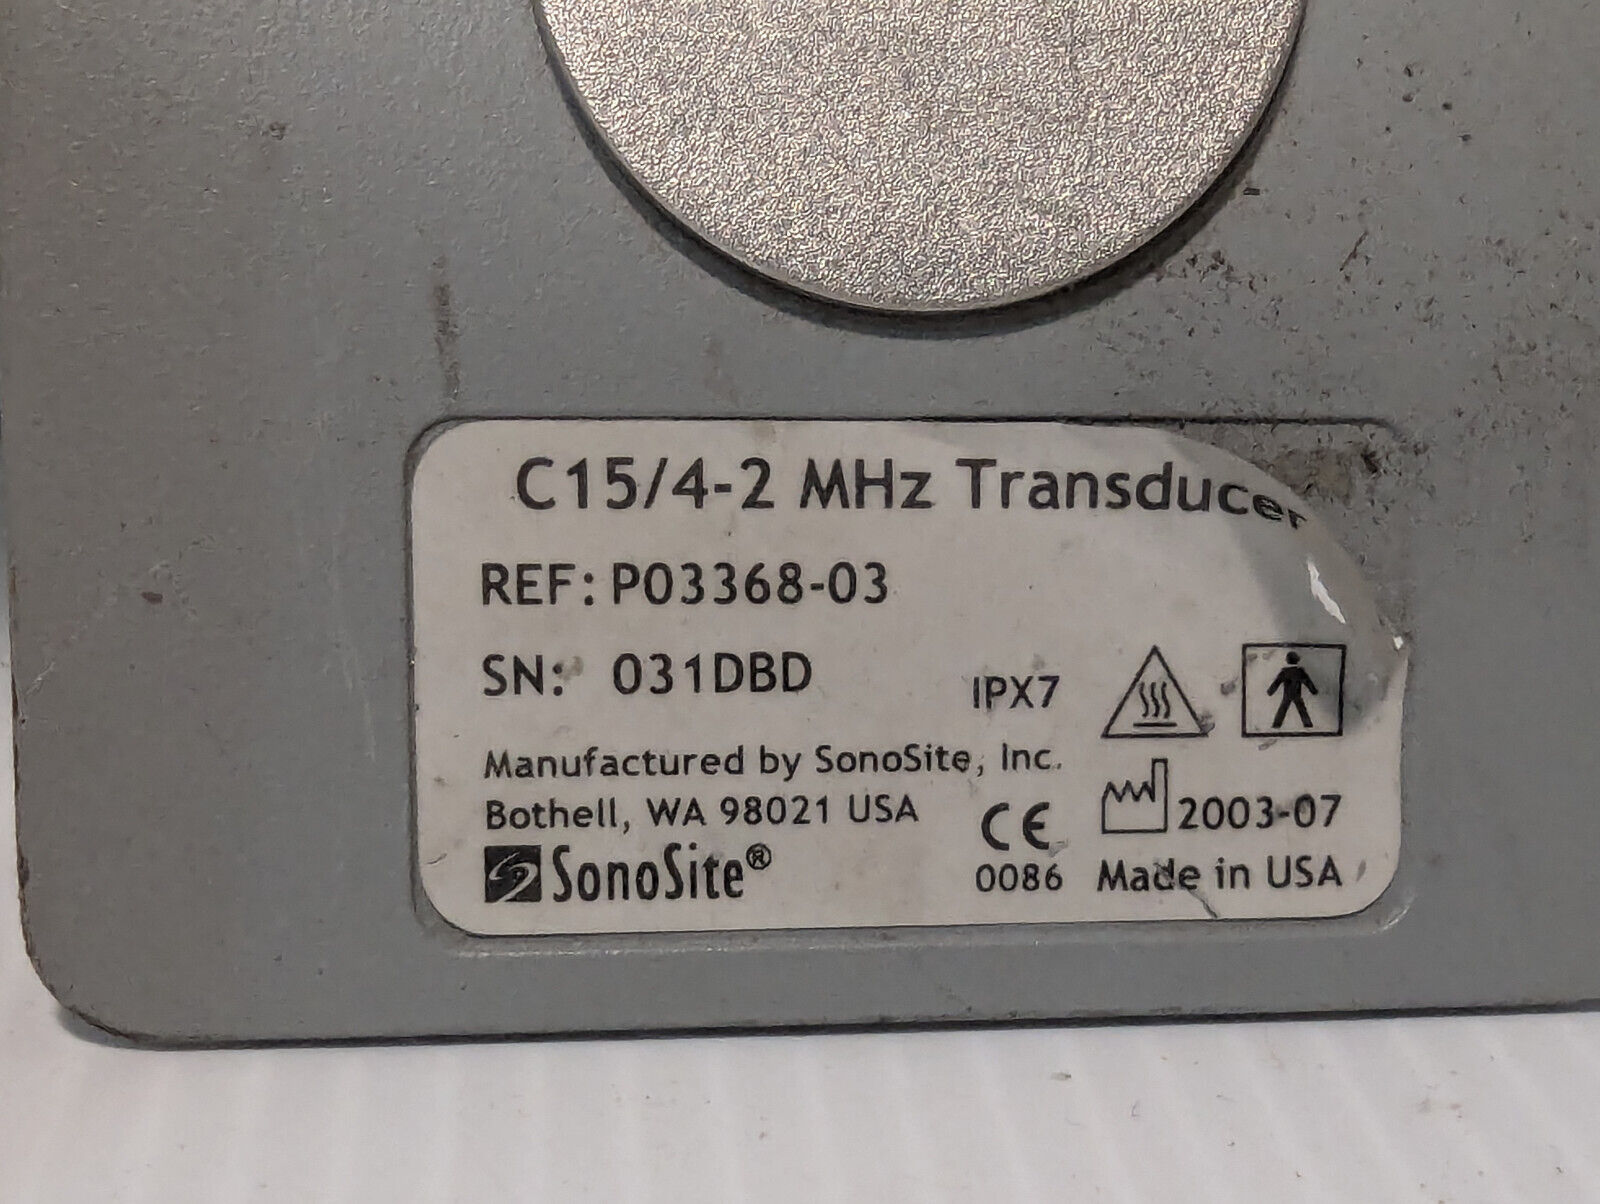 C15/4-2 MHz Transducer
REF: P03368-03
SN: 031DBD
IPX7
Manufactured by SonoSite, Inc.
Bothell, WA 98021 USA
CE
0086
2003-07
SonoSite®
Made in USA